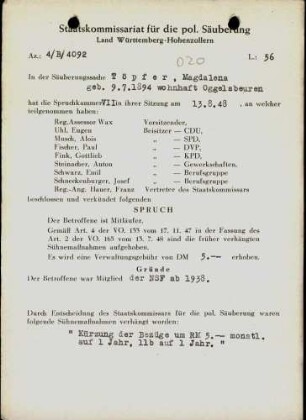 Staatskommissariat für die pol. Säuberung
Land Württemberg-Hohenzollern
Az.: 4/B/4092
L.: 56
020
In der Säuberungssache T ö p f e r , Magdalena
geb. 9.7.1894 wohnhaft Oggelsbeuren
hat die Spruchkammer VII in ihrer Sitzung am 13.8.48 , an welcher
teilgenommen haben:
Reg.Assessor Wax Vorsitzender,
Uhl, Eugen Beisitzer – CDU,
Munk, Alois „ – SPD,
Fischer, Paul „ – DVP,
Fink, Gottlieb „ – KPD,
Steinacher, Anton „ – Gewerkschaften,
Schwarz, Emil „ – Berufsgruppe
Schneckenberger, Josef „ – Berufsgruppe
Reg.-Ang. Hauer, Franz Vertreter des Staatskommissars
beschlossen und verkündet folgenden
SPRUCH
Der Betroffene ist Mitläufer.
Gemäß Art. 4 der VO. 133 vom 17. 11. 47 in der Fassung des
Art. 2 der VO. 165 vom 13. 7. 48 sind die früher verhängten
Sühnemaßnahmen aufgehoben.
Es wird eine Verwaltungsgebühr von DM 5.-- erhoben.
Gründe
Der Betroffene war Mitglied der NSF ab 1938.
Durch Entscheidung des Staatskommissars für die pol. Säuberung waren
folgende Sühnemaßnahmen verhängt worden:
" Kürzung der Bezüge um RM 5.-- monatl.
auf 1 Jahr. 11b auf 1 Jahr. "